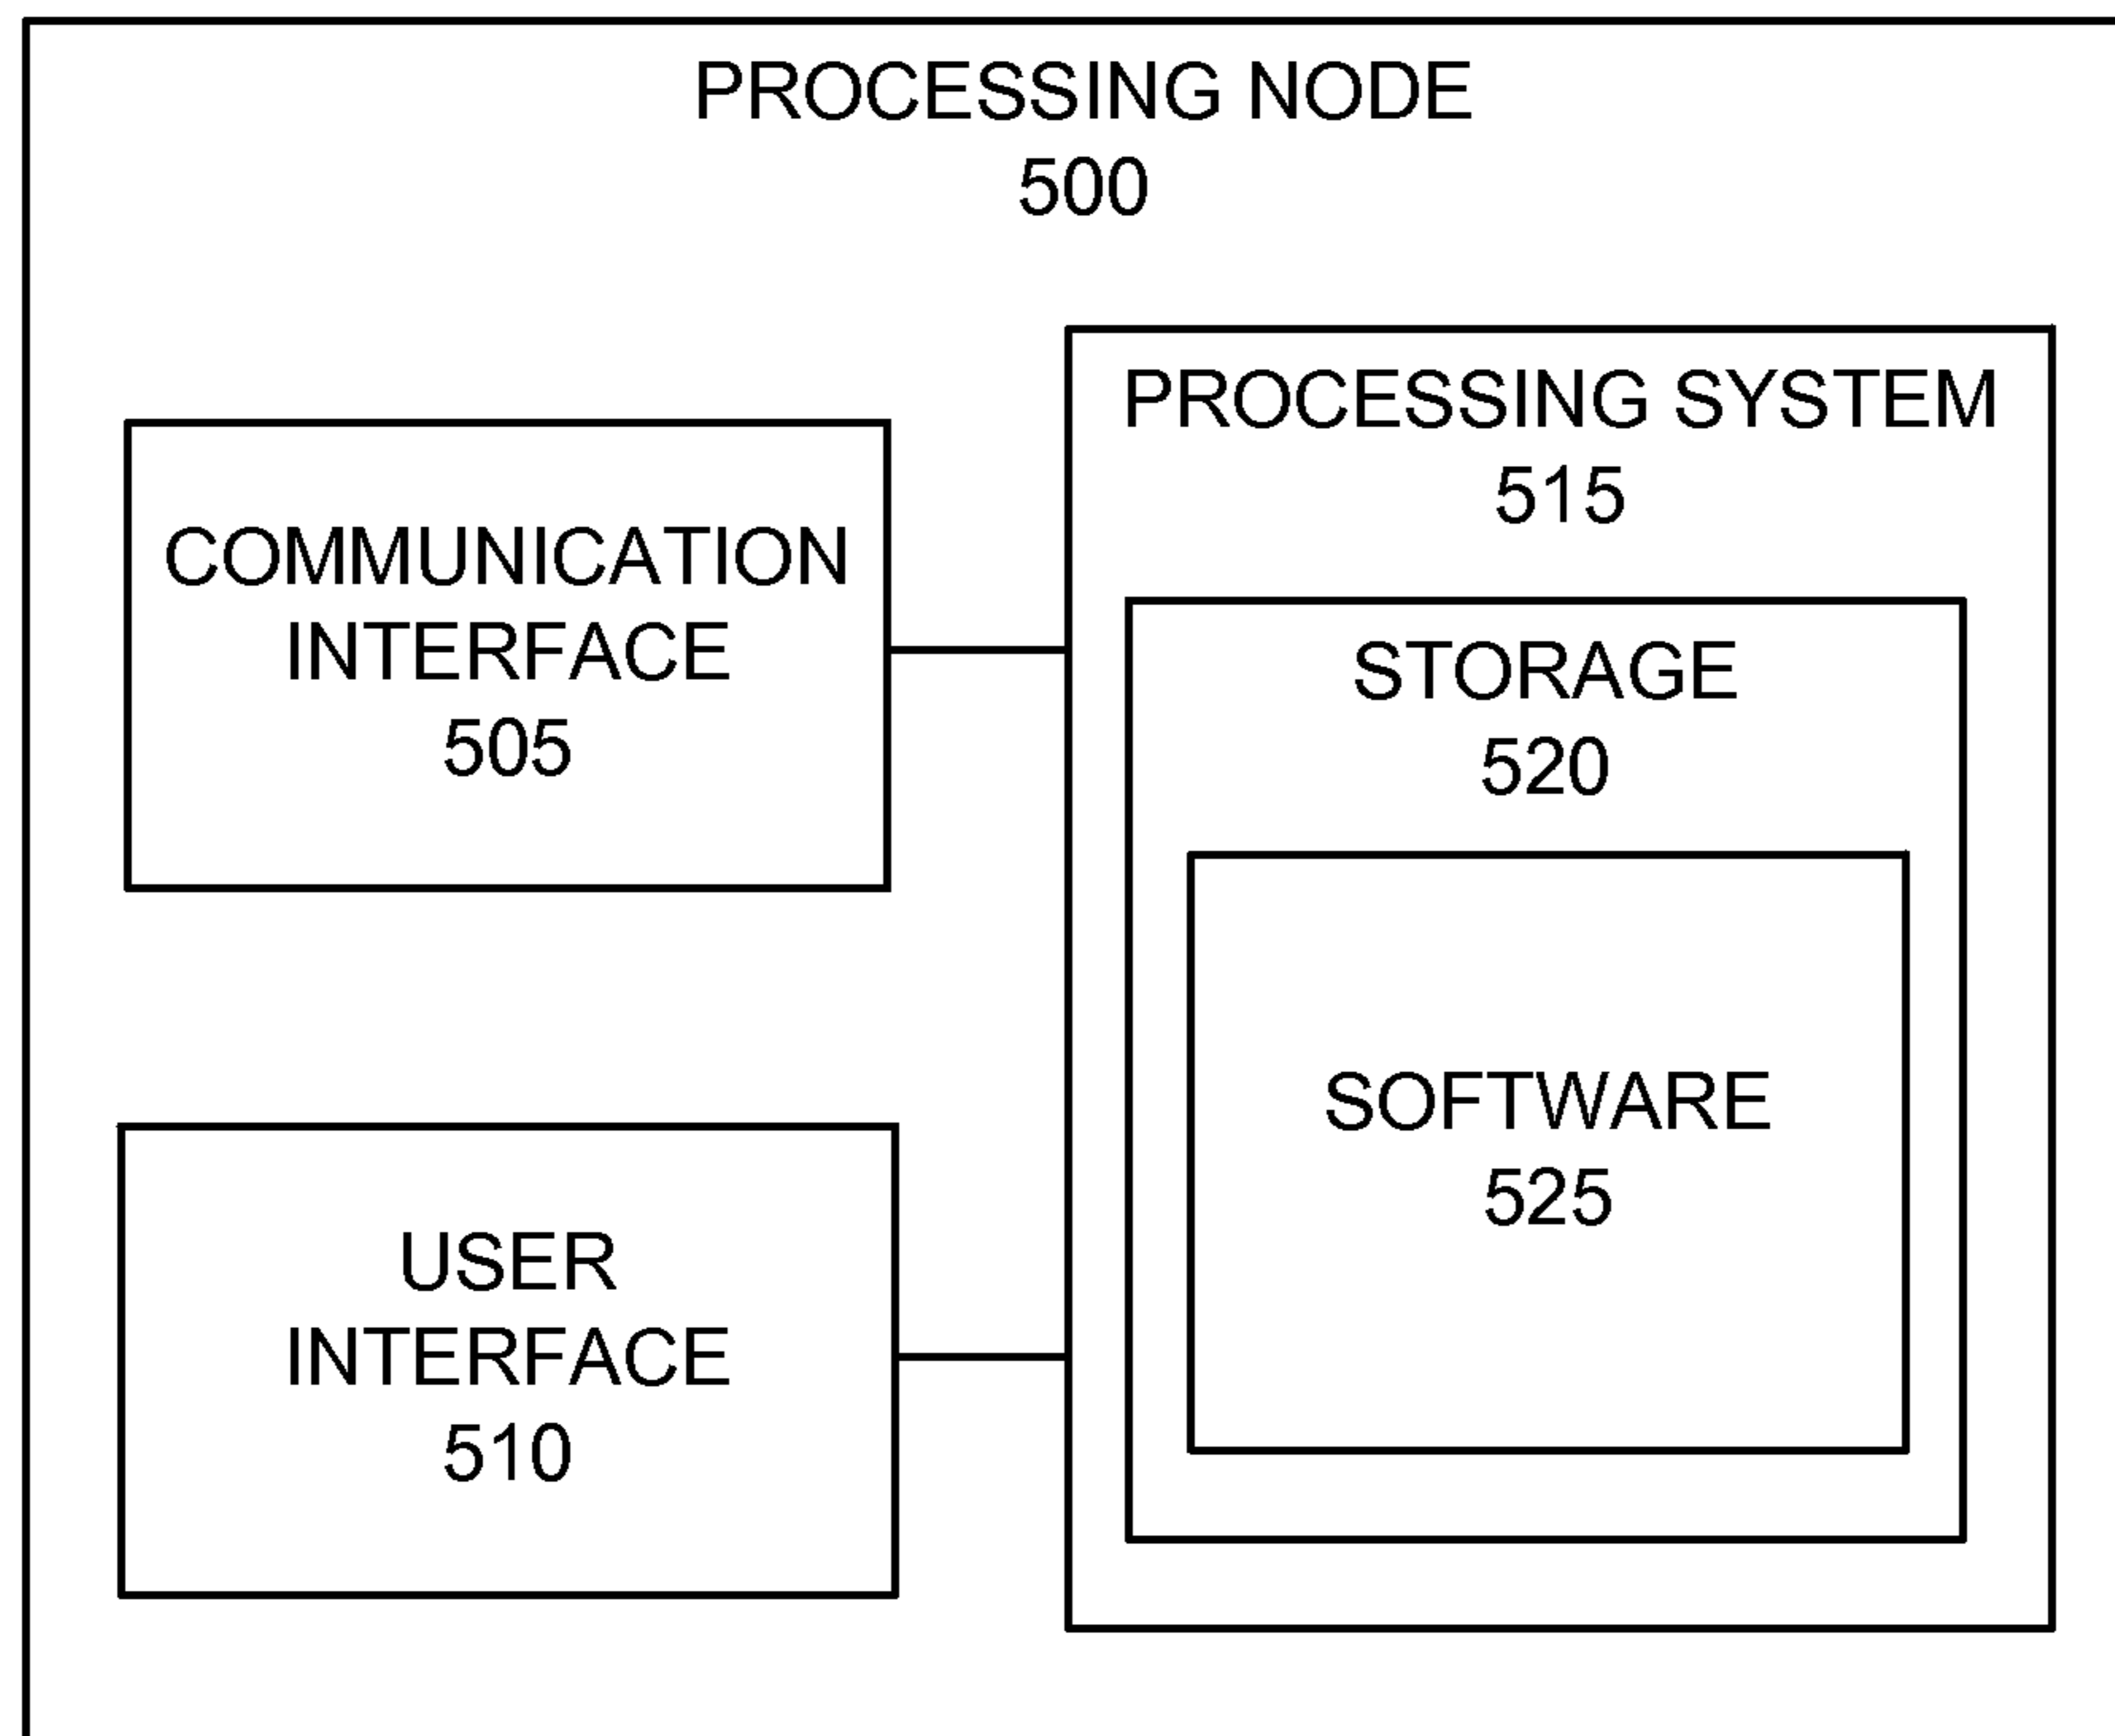 PROCESSING NODE
500
PROCESSING SYSTEM
515
COMMUNICATION
INTERFACE
505
STORAGE
520
SOFTWARE
525
USER
INTERFACE
510